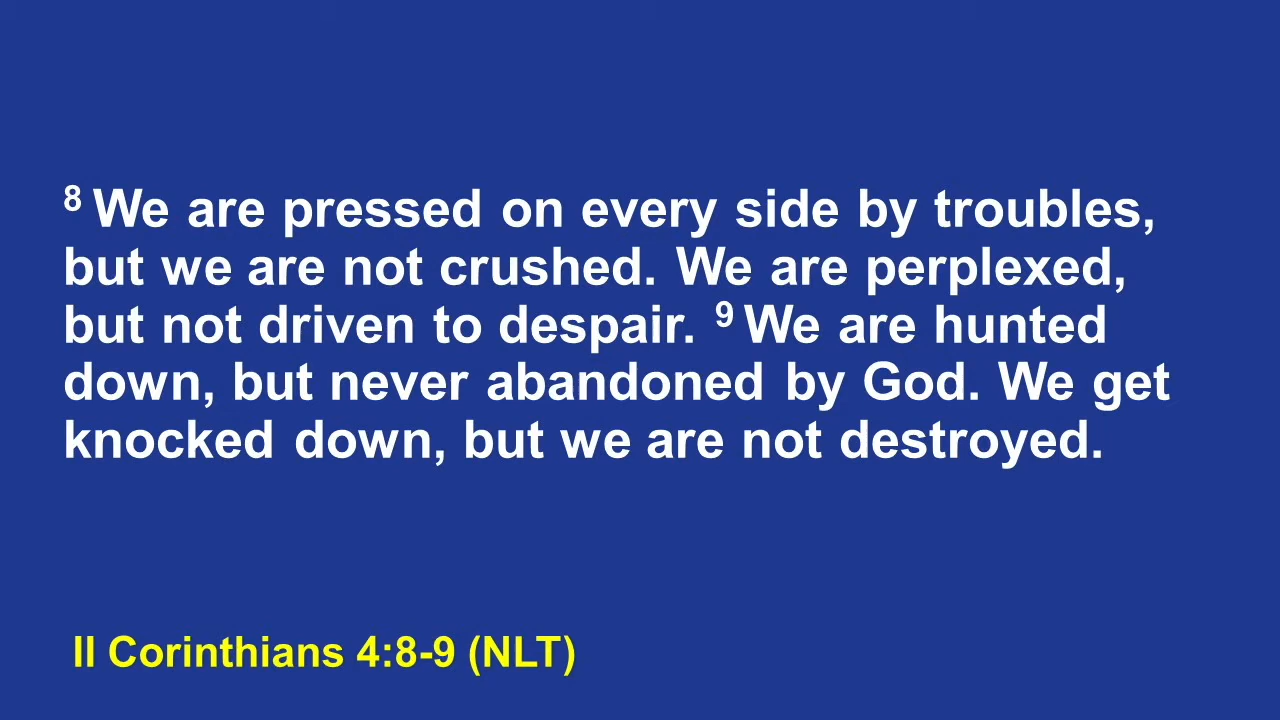 8 We are pressed on every side by troubles,
but we are not crushed. We are perplexed,
but not driven to despair. 9 We are hunted
down, but never abandoned by God. We get
knocked down, but we are not destroyed.
II Corinthians 4:8-9 (NLT)